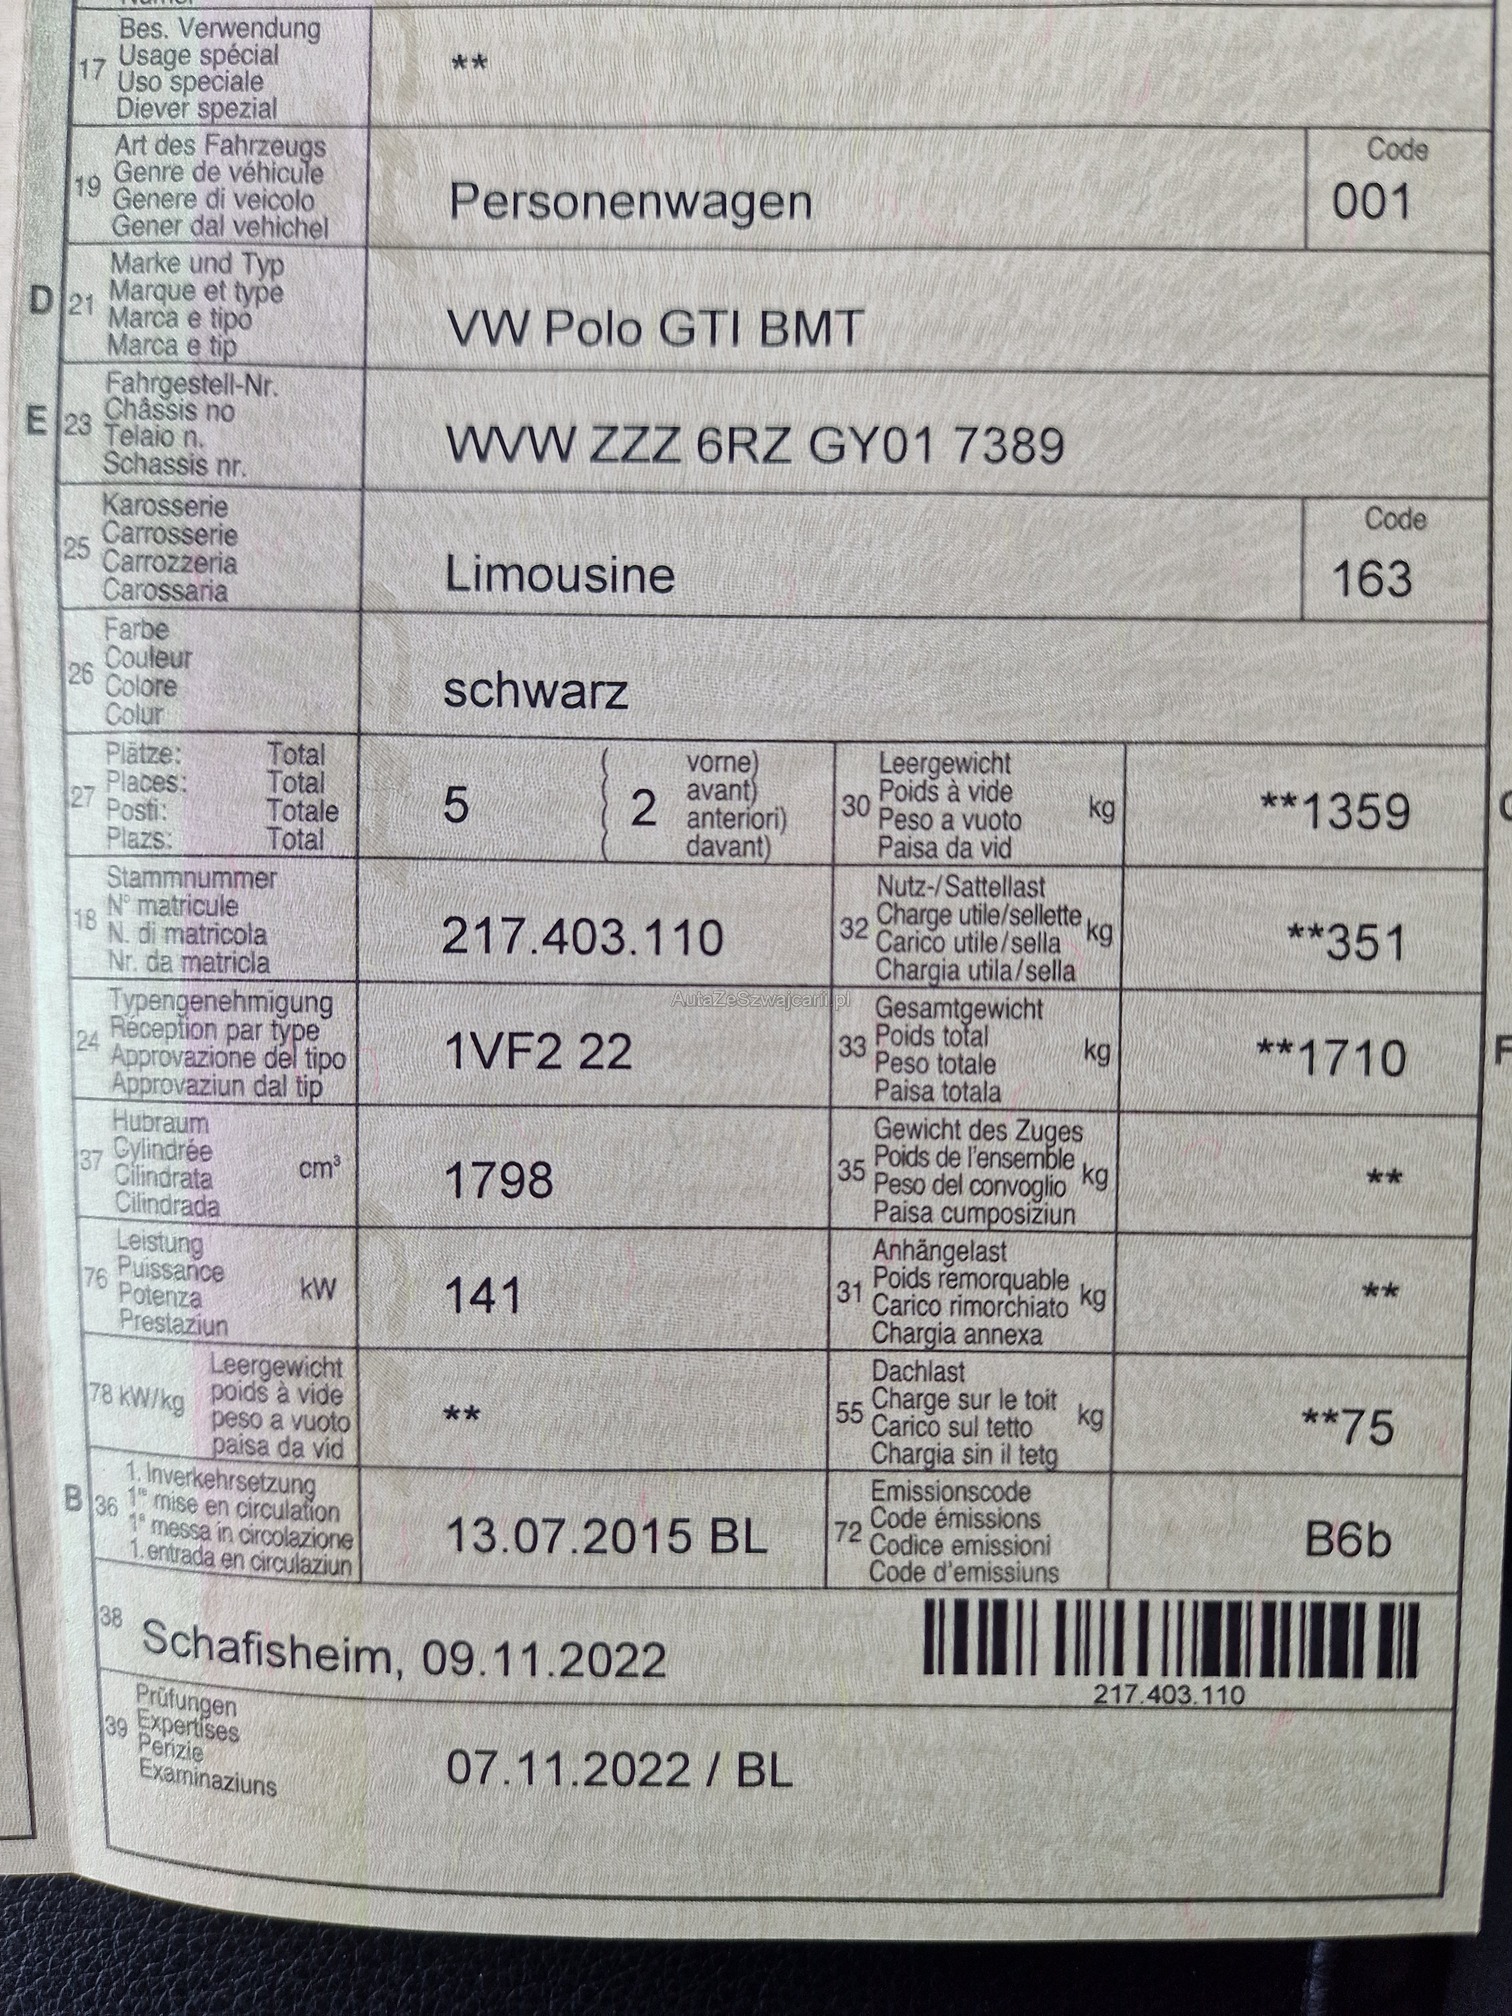 Bes. Verwendung
17 Usage spécial
Uso speciale
Diever spezial
**
Art des Fahrzeugs
19 Genre de véhicule
Genere di veicolo
Gener dal vehichel
Personenwagen
Code
001
Marke und Typ
D 21 Marque et type
Marca e tipo
Marca e tip
VW Polo GTI BMT
Fahrgestell-Nr.
E 23 Châssis no
Telaio n.
Schassis nr.
WVW ZZZ 6RZ GY01 7389
Karosserie
25 Carrosserie
Carrozzeria
Carossaria
Limousine
Code
163
Farbe
26 Couleur
Colore
Colur
schwarz
Plätze: Total
27 Places: Total
Posti: Totale
Plazs: Total
5
2
vorne)
avant)
anteriori)
davant)
Leergewicht
30 Poids à vide kg
Peso a vuoto
Paisa da vid
**1359
Stammnummer
18 N° matricule
N. di matricola
Nr. da matricla
217.403.110
Nutz-/Sattellast
32 Charge utile/sellette kg
Carico utile/sella
Chargia utila/sella
**351
AutaZeSzwajcarii.pl
Typengenehmigung
24 Réception par type
Approvazione del tipo
Approvaziun dal tip
1VF2 22
Gesamtgewicht
33 Poids total kg
Peso totale
Paisa totala
**1710
F
Hubraum
37 Cylindrée cm³
Cilindrata
Cilindrada
1798
Gewicht des Zuges
35 Poids de l'ensemble kg
Peso del convoglio
Paisa cumposiziun
**
Leistung
76 Puissance kW
Potenza
Prestaziun
141
Anhängelast
31 Poids remorquable kg
Carico rimorchiato
Chargia annexa
**
Leergewicht
78 kW/kg poids à vide
peso a vuoto
paisa da vid
**
Dachlast
55 Charge sur le toit kg
Carico sul tetto
Chargia sin il tetg
**75
1. Inverkehrsetzung
B 36 1re mise en circulation
1a messa in circolazione
1. entrada en circulaziun
13.07.2015 BL
Emissionscode
72 Code émissions
Codice emissioni
Code d'emissiuns
B6b
38 Schafisheim, 09.11.2022
217.403.110
Prüfungen
39 Expertises
Perizie
Examinaziuns
07.11.2022 / BL